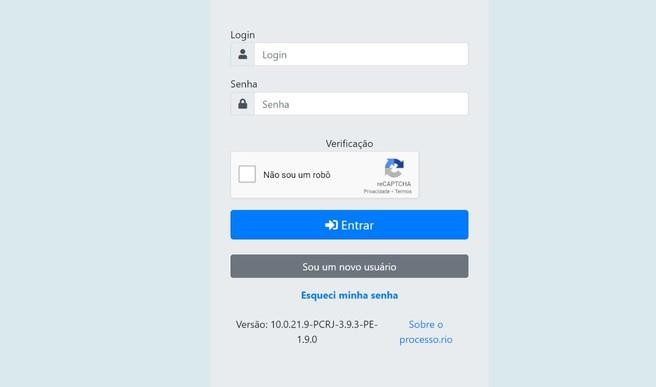 Login
Login
Senha
Senha
Verificação
Não sou um robô
reCAPTCHA
Privacidade - Termos
Entrar
Sou um novo usuário
Esqueci minha senha
Versão: 10.0.21.9-PCRJ-3.9.3-PE-
1.9.0
Sobre o
processo.rio